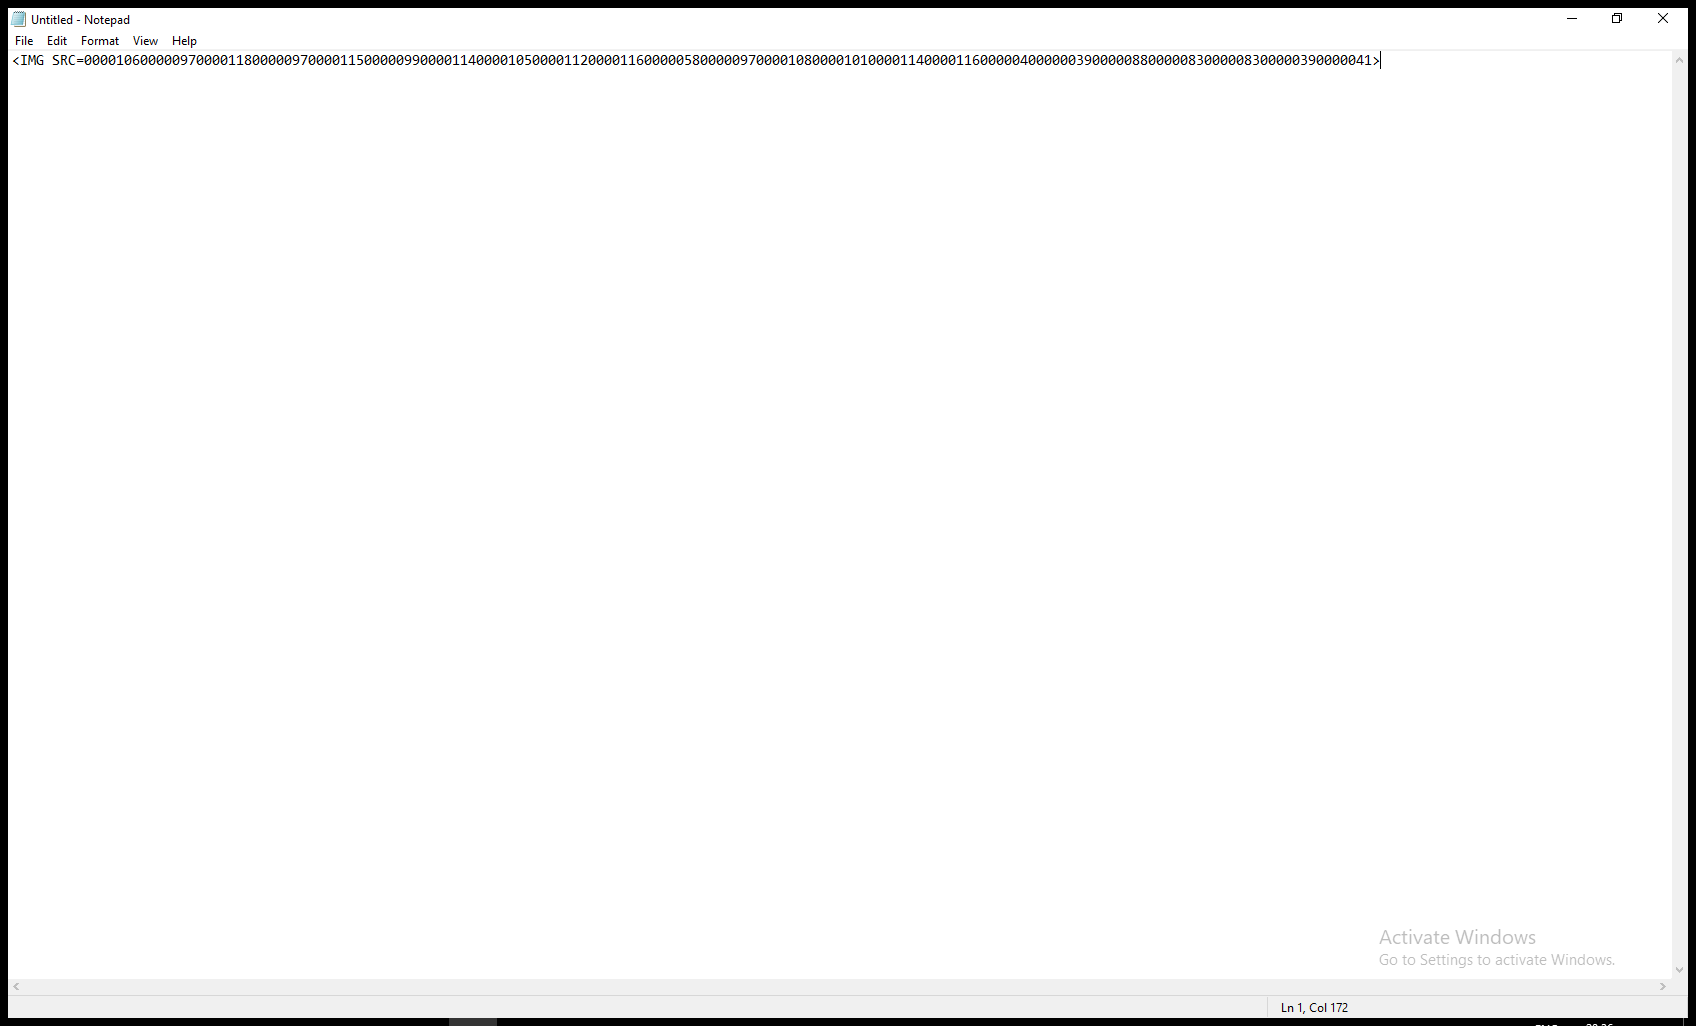 Untitled - Notepad
File Edit Format View Help
<IMG SRC=00001060000097000011800000970000115000009900001140000105000011200001160000058000009700001080000101000011400001160000040000003900000880000083000008300000390000041>
Activate Windows
Go to Settings to activate Windows.
Ln 1, Col 172